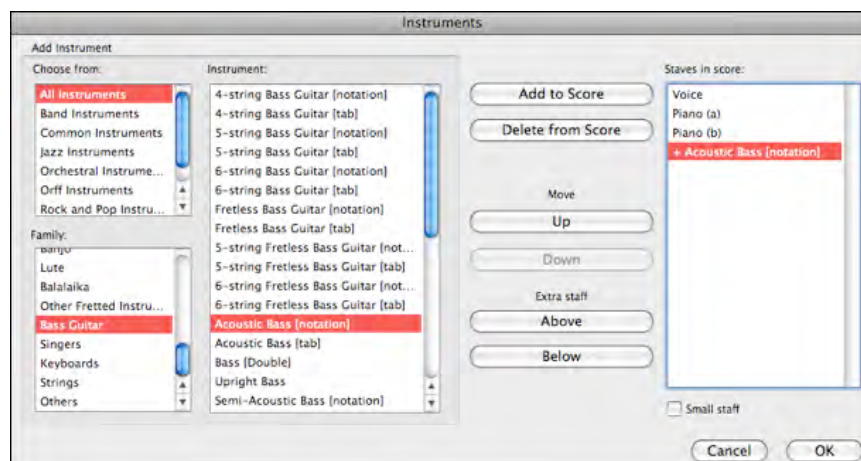 Instruments
Add Instrument
Choose from:
All Instruments
Band Instruments
Common Instruments
Jazz Instruments
Orchestral Instrume...
Orff Instruments
Rock and Pop Instru...
Family:
Banjo
Lute
Balalaika
Other Fretted Instru...
Bass Guitar
Singers
Keyboards
Strings
Others
Instrument:
4-string Bass Guitar [notation]
4-string Bass Guitar [tab]
5-string Bass Guitar [notation]
5-string Bass Guitar [tab]
6-string Bass Guitar [notation]
6-string Bass Guitar [tab]
Fretless Bass Guitar [notation]
Fretless Bass Guitar [tab]
5-string Fretless Bass Guitar [not...
5-string Fretless Bass Guitar [tab]
6-string Fretless Bass Guitar [not...
6-string Fretless Bass Guitar [tab]
Acoustic Bass [notation]
Acoustic Bass [tab]
Bass [Double]
Upright Bass
Semi-Acoustic Bass [notation]
Add to Score
Delete from Score
Move
Up
Down
Extra staff
Above
Below
Staves in score:
Voice
Piano (a)
Piano (b)
+ Acoustic Bass [notation]
Small staff
Cancel
OK